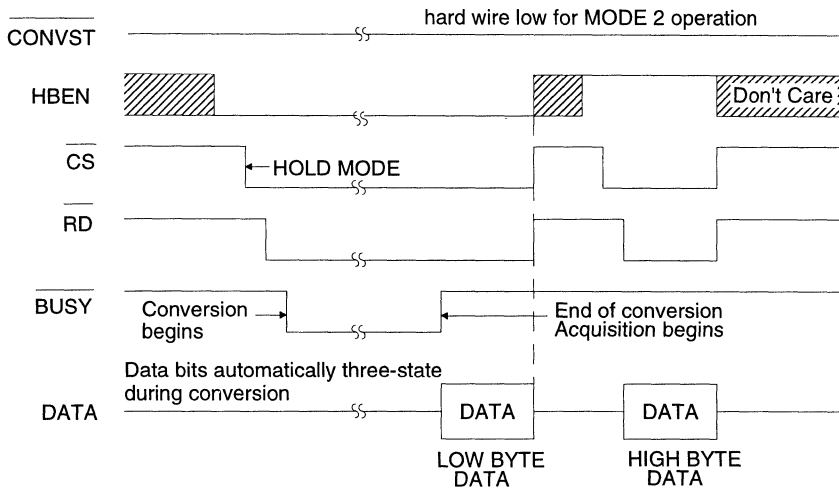 hard wire low for MODE 2 operation
CONVST
HBEN
Don't Care
CS
HOLD MODE
RD
BUSY
Conversion
begins
End of conversion
Acquisition begins
Data bits automatically three-state
during conversion
DATA
DATA
DATA
LOW BYTE
DATA
HIGH BYTE
DATA